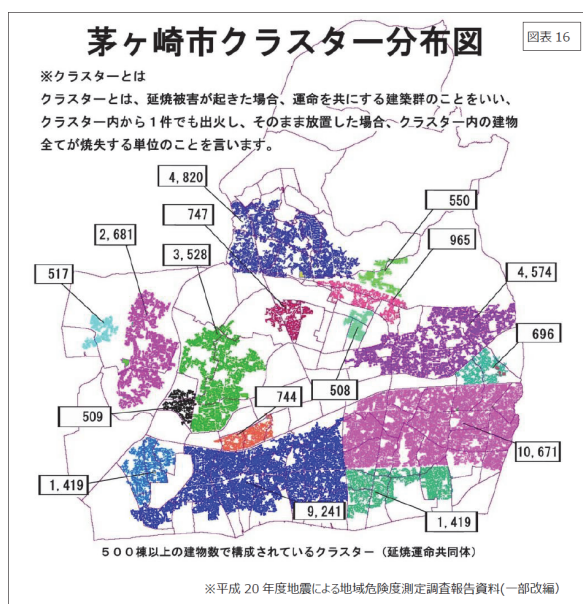 茅ヶ崎市クラスター分布図
図表 16
※クラスターとは
クラスターとは、延焼被害が起きた場合、運命を共にする建築群のことをいい、
クラスター内から1件でも出火し、そのまま放置した場合、クラスター内の建物
全てが焼失する単位のことを言います。
4,820
550
747
965
2,681
3,528
4,574
517
696
508
509
744
10,671
1,419
9,241
1,419
500棟以上の建物数で構成されているクラスター（延焼運命共同体）
※平成 20 年度地震による地域危険度測定調査報告資料(一部改編)